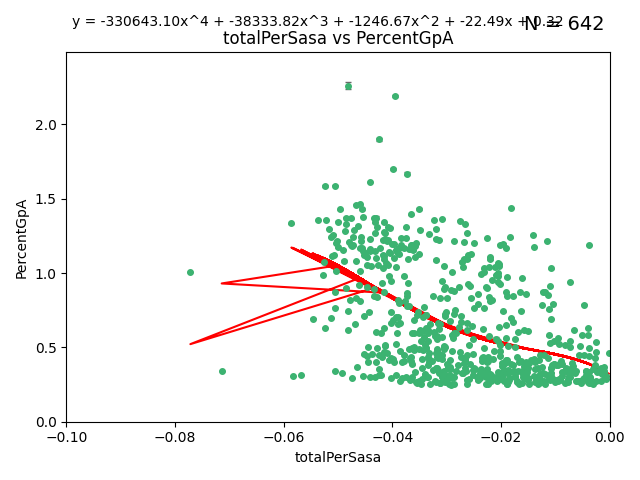 y = -330643.10x^4 + -38333.82x^3 + -1246.67x^2 + -22.49x + 0.32
N = 642
totalPerSasa vs PercentGpA
PercentGpA
2.0
1.5
1.0
0.5
0.0
−0.10
−0.08
−0.06
−0.04
−0.02
0.00
totalPerSasa